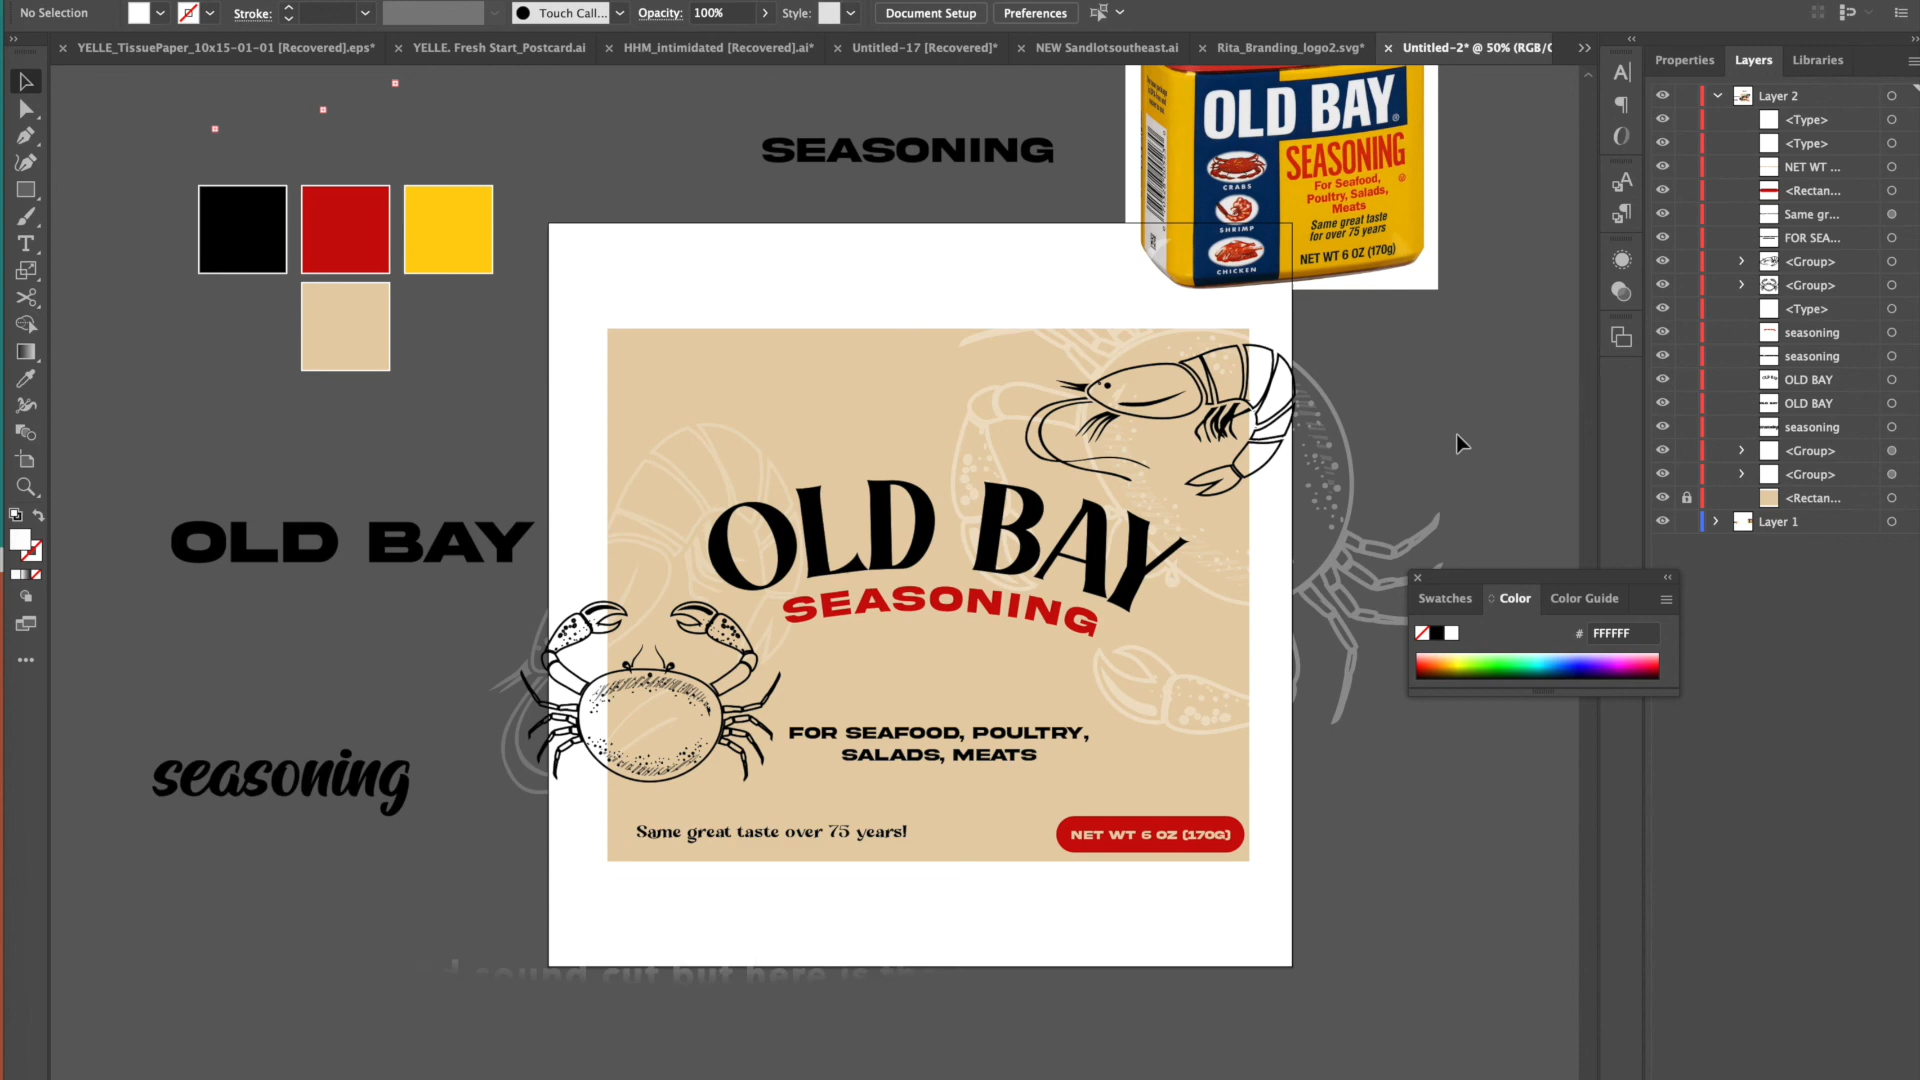 No Selection
Stroke:
Touch Call...
Opacity:
100%
Style:
Document Setup
Preferences
YELLE_TissuePaper_10x15-01-01 [Recovered].eps*
YELLE. Fresh Start_Postcard.ai
HHM_intimidated [Recovered].ai*
Untitled-17 [Recovered]*
NEW Sandlotsoutheast.ai
Rita_Branding_logo2.svg*
Untitled-2* @ 50% (RGB/C
Properties
Layers
Libraries
Layer 2
<Type>
<Type>
NET WT ...
<Rectan...
Same gr...
FOR SEA...
<Group>
<Group>
<Type>
seasoning
seasoning
OLD BAY
OLD BAY
seasoning
<Group>
<Group>
<Rectan...
Layer 1
Swatches
Color
Color Guide
# FFFFFF
SEASONING
OLD BAY®
SEASONING
For Seafood,
Poultry, Salads,
Meats
Same great taste
for over 75 years
NET WT 6 OZ (170g)
CRABS
SHRIMP
CHICKEN
OLD BAY
seasoning
OLD BAY
SEASONING
FOR SEAFOOD, POULTRY,
SALADS, MEATS
Same great taste over 75 years!
NET WT 6 OZ (170G)
sound cut but here is the